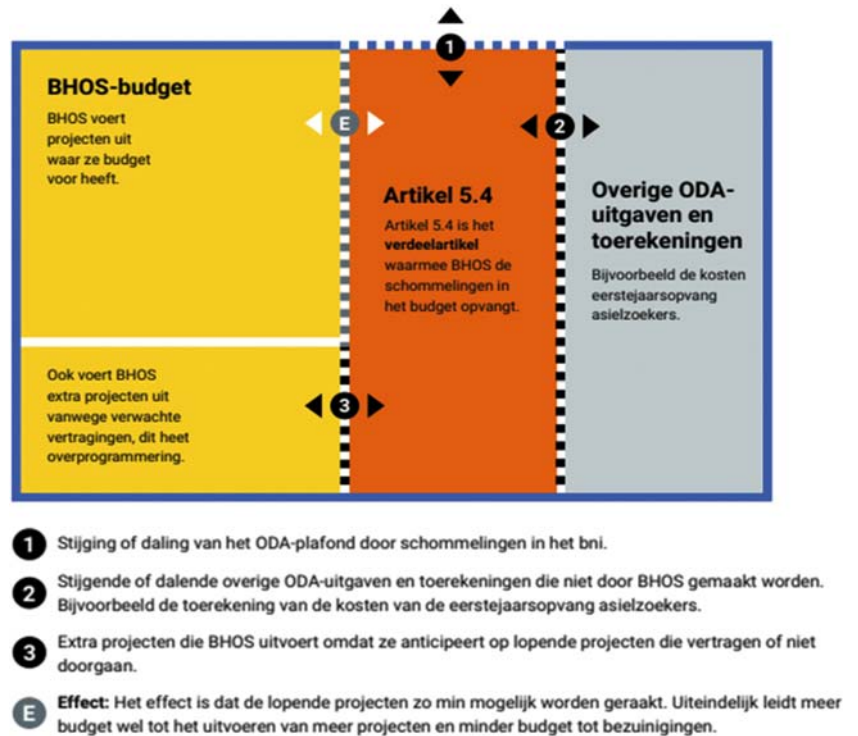 1
BHOS-budget
BHOS voert
projecten uit
waar ze budget
voor heeft.
E
2
Artikel 5.4
Artikel 5.4 is het
verdeelartikel
waarmee BHOS de
schommelingen in
het budget opvangt.
Overige ODA-
uitgaven en
toerekeningen
Bijvoorbeeld de kosten
eerstejaarsopvang
asielzoekers.
Ook voert BHOS
extra projecten uit
vanwege verwachte
vertragingen, dit heet
overprogrammering.
3
1 Stijging of daling van het ODA-plafond door schommelingen in het bni.
2 Stijgende of dalende overige ODA-uitgaven en toerekeningen die niet door BHOS gemaakt worden.
Bijvoorbeeld de toerekening van de kosten van de eerstejaarsopvang asielzoekers.
3 Extra projecten die BHOS uitvoert omdat ze anticipeert op lopende projecten die vertragen of niet
doorgaan.
E Effect: Het effect is dat de lopende projecten zo min mogelijk worden geraakt. Uiteindelijk leidt meer
budget wel tot het uitvoeren van meer projecten en minder budget tot bezuinigingen.